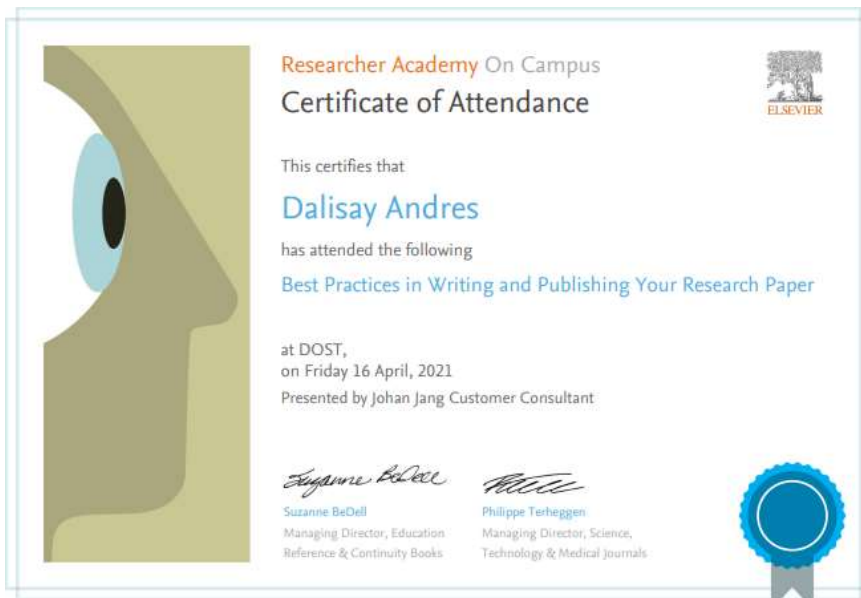 Researcher Academy On Campus
Certificate of Attendance
ELSEVIER
This certifies that
Dalisay Andres
has attended the following
Best Practices in Writing and Publishing Your Research Paper
at DOST,
on Friday 16 April, 2021
Presented by Johan Jang Customer Consultant
Suzanne BeDell
Suzanne BeDell
Managing Director, Education
Reference & Continuity Books
Philippe Terheggen
Managing Director, Science,
Technology & Medical Journals